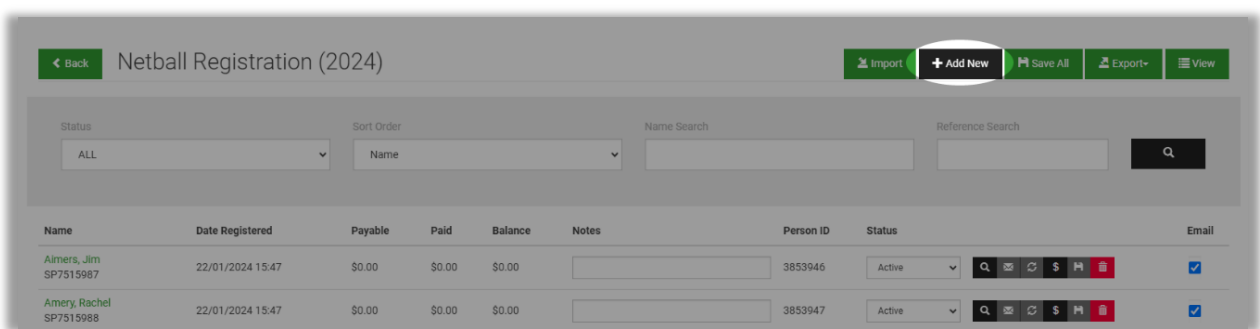 Back Netball Registration (2024) Import Add New Save All Export View
Status Sort Order Name Search Reference Search
ALL Name
Name Date Registered Payable Paid Balance Notes Person ID Status Email
Aimers, Jim
SP7515987 22/01/2024 15:47 $0.00 $0.00 $0.00 3853946 Active $
Amery, Rachel
SP7515988 22/01/2024 15:47 $0.00 $0.00 $0.00 3853947 Active $